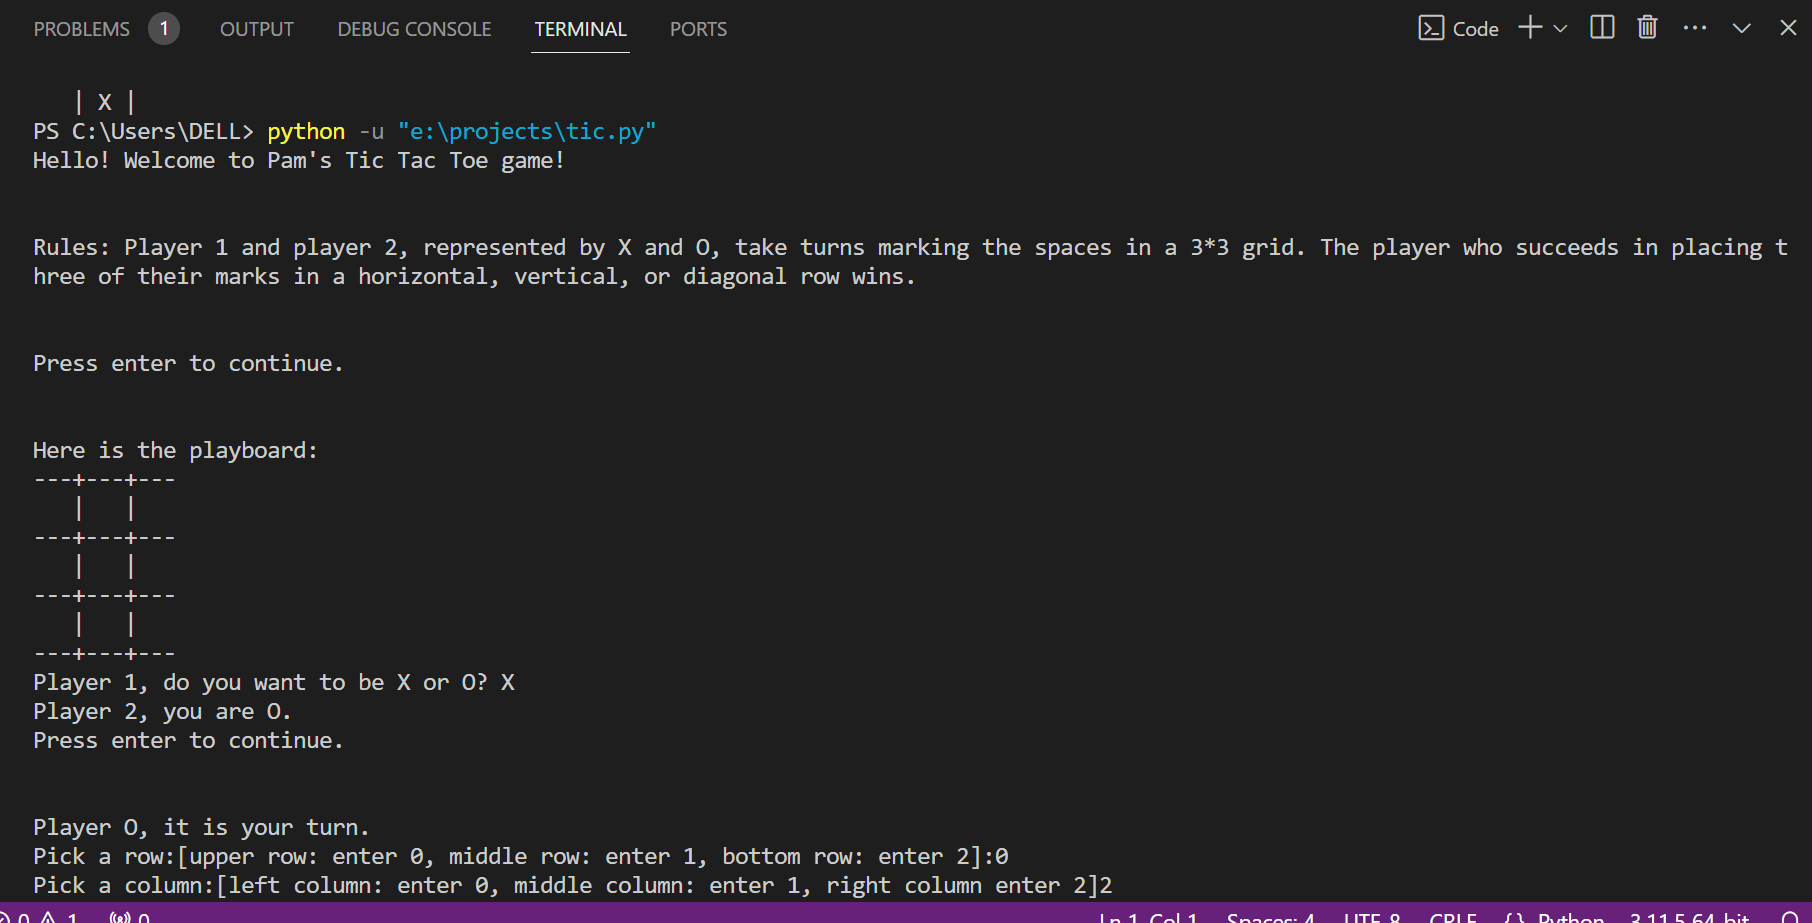 PROBLEMS 1 OUTPUT DEBUG CONSOLE TERMINAL PORTS Code
| X |
PS C:\Users\DELL> python -u "e:\projects\tic.py"
Hello! Welcome to Pam's Tic Tac Toe game!
Rules: Player 1 and player 2, represented by X and O, take turns marking the spaces in a 3*3 grid. The player who succeeds in placing t
hree of their marks in a horizontal, vertical, or diagonal row wins.
Press enter to continue.
Here is the playboard:
---+---+---
   |   |
---+---+---
   |   |
---+---+---
   |   |
---+---+---
Player 1, do you want to be X or O? X
Player 2, you are O.
Press enter to continue.
Player O, it is your turn.
Pick a row:[upper row: enter 0, middle row: enter 1, bottom row: enter 2]:0
Pick a column:[left column: enter 0, middle column: enter 1, right column enter 2]2
0 1 0 Ln 1, Col 1 Spaces: 4 UTF-8 CRLF {} Python 3.11.5 64-bit